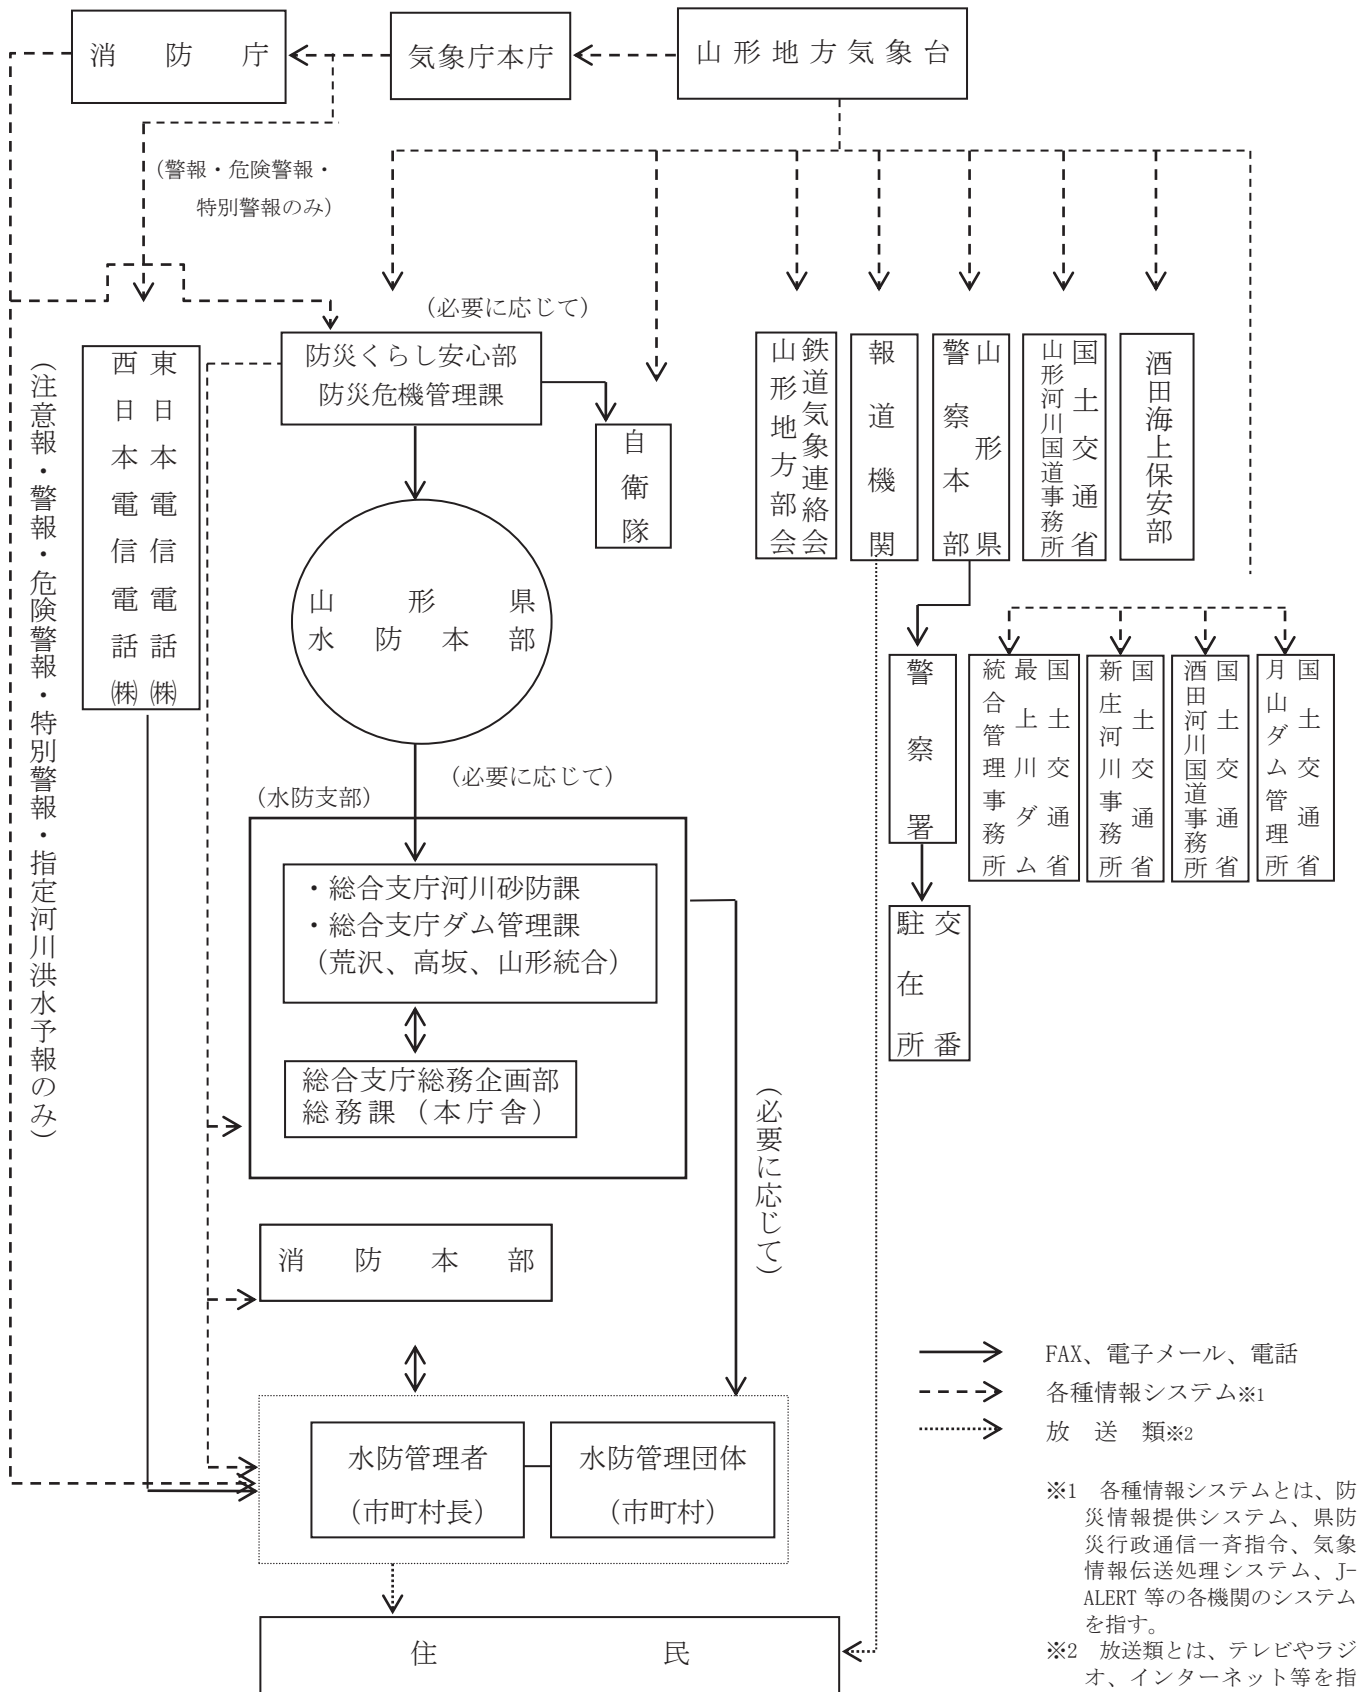 消防庁
気象庁本庁
山形地方気象台
(警報・危険警報・
特別警報のみ)
(必要に応じて)
防災くらし安心部
防災危機管理課
自衛隊
東日本電信電話㈱
西日本電信電話㈱
(注意報・警報・危険警報・特別警報・指定河川洪水予報のみ)
鉄道気象連絡会
山形地方部会
報道機関
山形県
警察本部
国土交通省
山形河川国道事務所
酒田海上保安部
山形県
水防本部
警察署
国土交通省
最上川ダム
統合管理事務所
国土交通省
新庄河川事務所
国土交通省
酒田河川国道事務所
国土交通省
月山ダム管理所
交番
駐在所
(必要に応じて)
(水防支部)
・総合支庁河川砂防課
・総合支庁ダム管理課
(荒沢、高坂、山形統合)
総合支庁総務企画部
総務課(本庁舎)
(必要に応じて)
消防本部
水防管理者
(市町村長)
水防管理団体
(市町村)
住民
FAX、電子メール、電話
各種情報システム※1
放送類※2
※1 各種情報システムとは、防
災情報提供システム、県防
災行政通信一斉指令、気象
情報伝送処理システム、J-
ALERT 等の各機関のシステム
を指す。
※2 放送類とは、テレビやラジ
オ、インターネット等を指